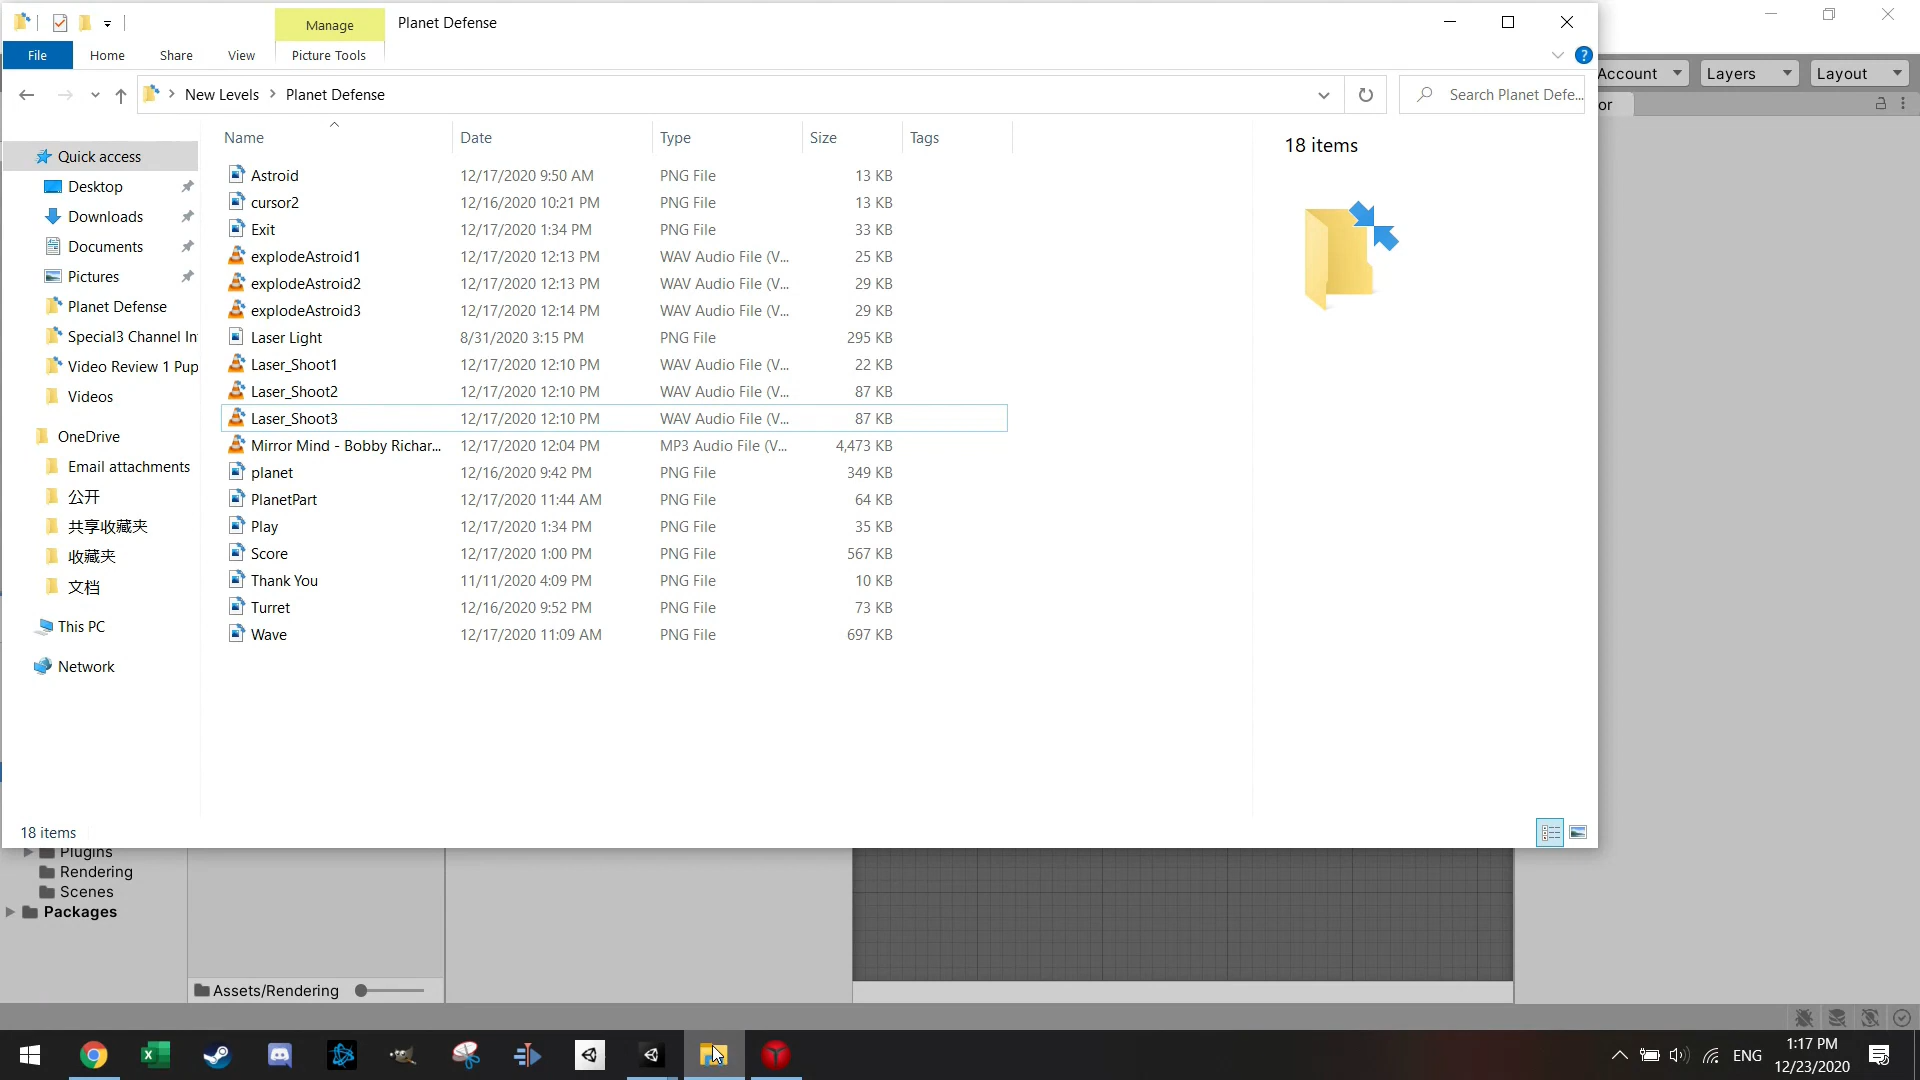 Manage
Planet Defense
File
Home
Share
View
Picture Tools
?
New Levels
Planet Defense
Search Planet Defe...
Account
Layers
Layout
or
Name
Date
Type
Size
Tags
18 items
Quick access
Desktop
Downloads
Documents
Pictures
Planet Defense
Special3 Channel In
Video Review 1 Pup
Videos
OneDrive
Email attachments
公开
共享收藏夹
收藏夹
文档
This PC
Network
Astroid 12/17/2020 9:50 AM PNG File 13 KB
cursor2 12/16/2020 10:21 PM PNG File 13 KB
Exit 12/17/2020 1:34 PM PNG File 33 KB
explodeAstroid1 12/17/2020 12:13 PM WAV Audio File (V... 25 KB
explodeAstroid2 12/17/2020 12:13 PM WAV Audio File (V... 29 KB
explodeAstroid3 12/17/2020 12:14 PM WAV Audio File (V... 29 KB
Laser Light 8/31/2020 3:15 PM PNG File 295 KB
Laser_Shoot1 12/17/2020 12:10 PM WAV Audio File (V... 22 KB
Laser_Shoot2 12/17/2020 12:10 PM WAV Audio File (V... 87 KB
Laser_Shoot3 12/17/2020 12:10 PM WAV Audio File (V... 87 KB
Mirror Mind - Bobby Richar... 12/17/2020 12:04 PM MP3 Audio File (V... 4,473 KB
planet 12/16/2020 9:42 PM PNG File 349 KB
PlanetPart 12/17/2020 11:44 AM PNG File 64 KB
Play 12/17/2020 1:34 PM PNG File 35 KB
Score 12/17/2020 1:00 PM PNG File 567 KB
Thank You 11/11/2020 4:09 PM PNG File 10 KB
Turret 12/16/2020 9:52 PM PNG File 73 KB
Wave 12/17/2020 11:09 AM PNG File 697 KB
18 items
Plugins
Rendering
Scenes
Packages
Assets/Rendering
ENG
1:17 PM
12/23/2020